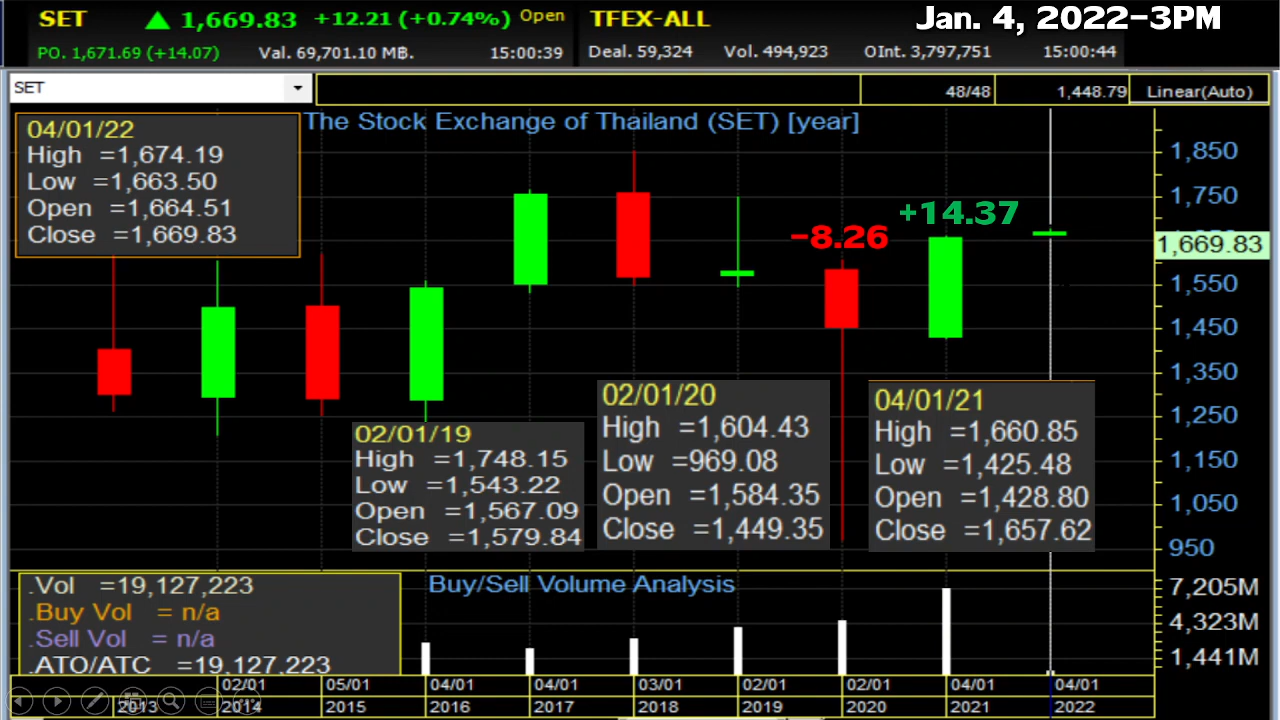 SET ▲ 1,669.83 +12.21 (+0.74%) Open
PO. 1,671.69 (+14.07) Val. 69,701.10 M฿. 15:00:39
TFEX-ALL
Deal. 59,324 Vol. 494,923 OInt. 3,797,751 15:00:44
Jan. 4, 2022-3PM
SET
48/48 1,448.79 Linear(Auto)
The Stock Exchange of Thailand (SET) [year]
04/01/22
High =1,674.19
Low =1,663.50
Open =1,664.51
Close =1,669.83
-8.26
+14.37
1,850
1,750
1,669.83
1,550
1,450
1,350
1,250
1,150
1,050
950
02/01/19
High =1,748.15
Low =1,543.22
Open =1,567.09
Close =1,579.84
02/01/20
High =1,604.43
Low =969.08
Open =1,584.35
Close =1,449.35
04/01/21
High =1,660.85
Low =1,425.48
Open =1,428.80
Close =1,657.62
Buy/Sell Volume Analysis
.Vol =19,127,223
.Buy Vol = n/a
.Sell Vol = n/a
.ATO/ATC =19,127,223
7,205M
4,323M
1,441M
02/01 05/01 04/01 04/01 03/01 02/01 02/01 04/01 04/01
2013 2014 2015 2016 2017 2018 2019 2020 2021 2022